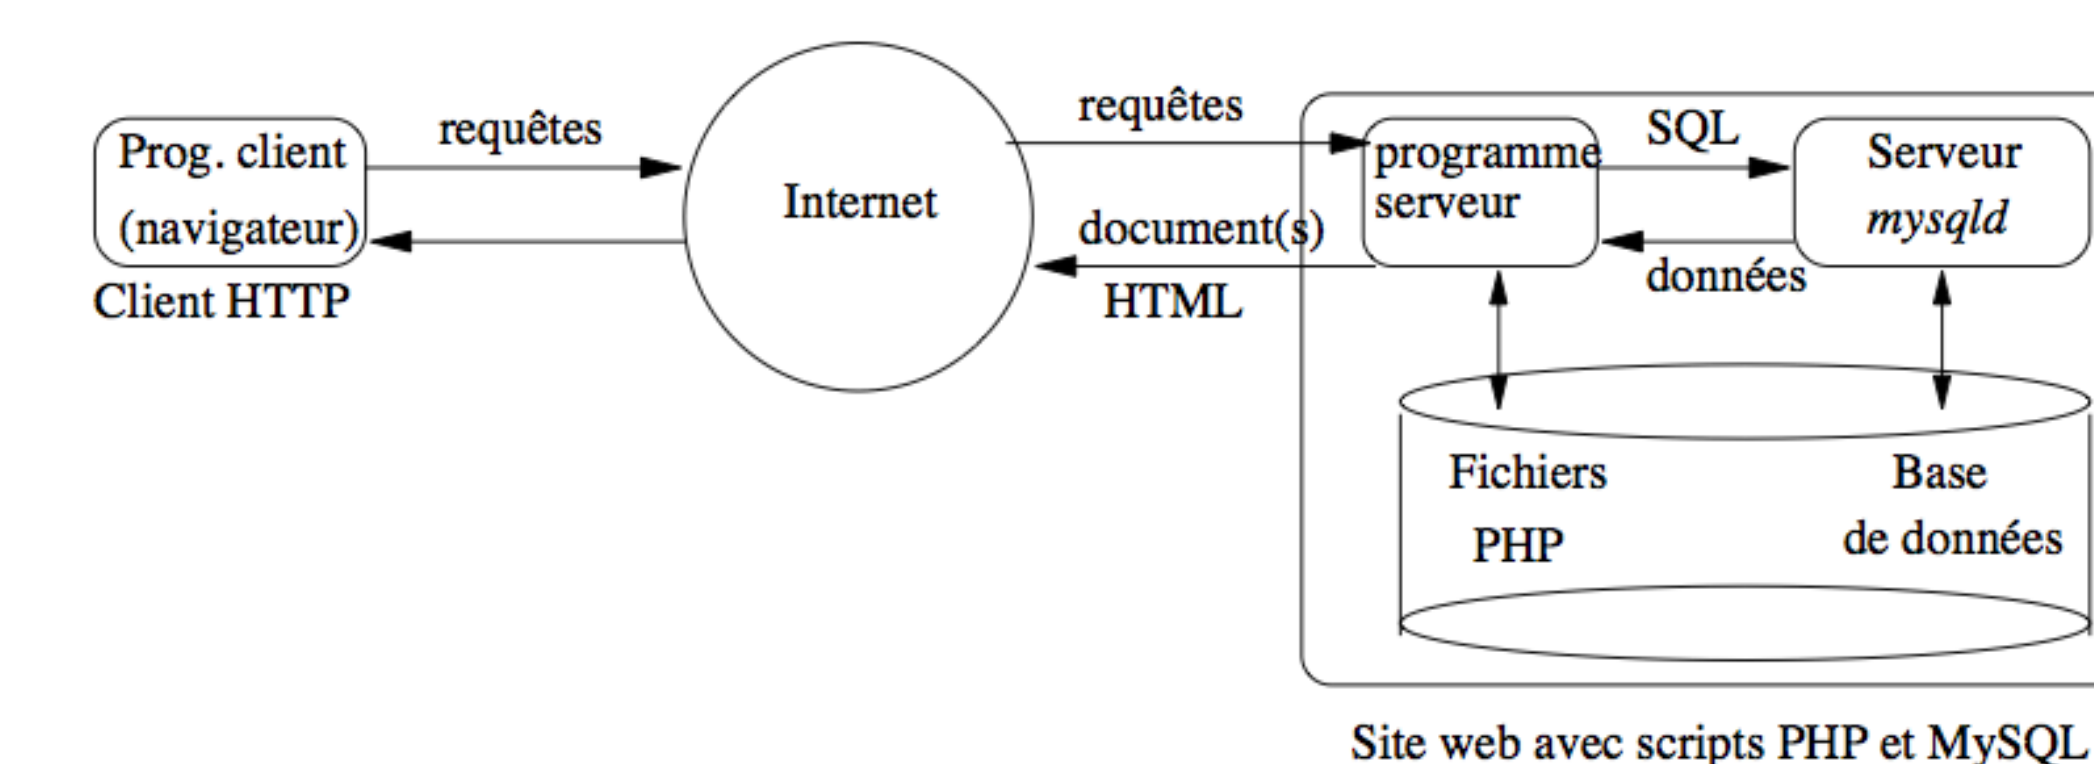 requêtes
Prog. client
(navigateur)
Client HTTP
Internet
requêtes
document(s)
HTML
programme
serveur
SQL
données
Serveur
mysqld
Fichiers
PHP
Base
de données
Site web avec scripts PHP et MySQL